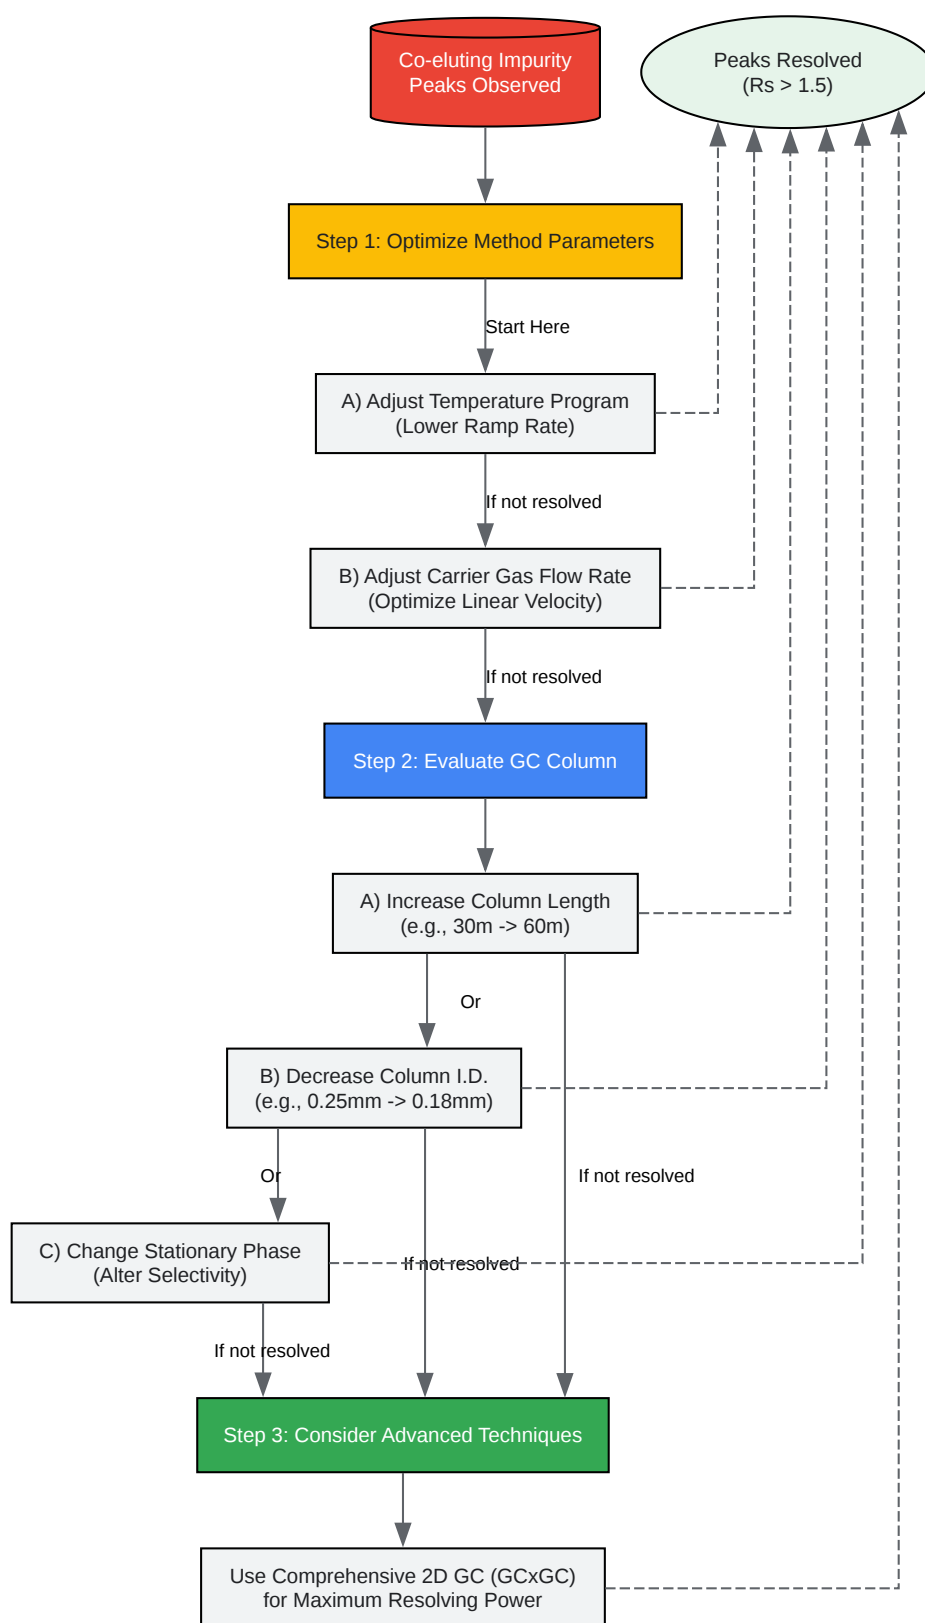 Co-eluting Impurity
Peaks Observed
Peaks Resolved
(Rs > 1.5)
Step 1: Optimize Method Parameters
Start Here
A) Adjust Temperature Program
(Lower Ramp Rate)
If not resolved
B) Adjust Carrier Gas Flow Rate
(Optimize Linear Velocity)
If not resolved
Step 2: Evaluate GC Column
A) Increase Column Length
(e.g., 30m -> 60m)
Or
B) Decrease Column I.D.
(e.g., 0.25mm -> 0.18mm)
Or
If not resolved
C) Change Stationary Phase
(Alter Selectivity)
If not resolved
If not resolved
Step 3: Consider Advanced Techniques
Use Comprehensive 2D GC (GCxGC)
for Maximum Resolving Power